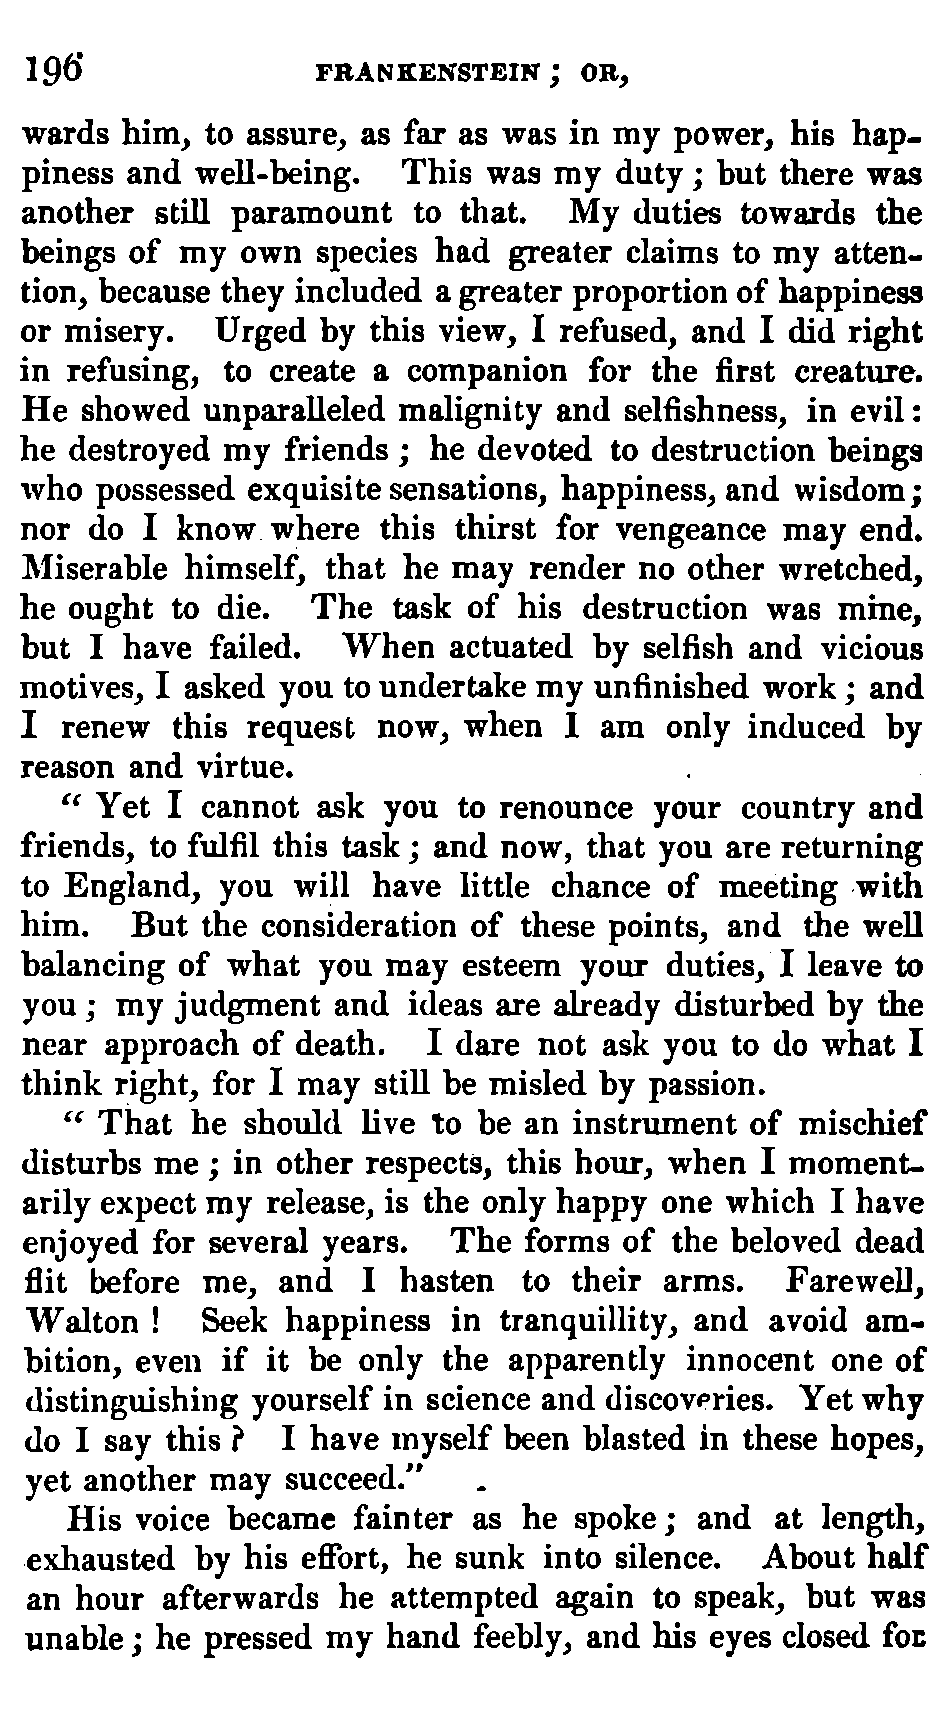 196 FRANKENSTEIN; OR,
wards him, to assure, as far as was in my power, his hap-
piness and well-being. This was my duty; but there was
another still paramount to that. My duties towards the
beings of my own species had greater claims to my atten-
tion, because they included a greater proportion of happiness
or misery. Urged by this view, I refused, and I did right
in refusing, to create a companion for the first creature.
He showed unparalleled malignity and selfishness, in evil:
he destroyed my friends; he devoted to destruction beings
who possessed exquisite sensations, happiness, and wisdom;
nor do I know where this thirst for vengeance may end.
Miserable himself, that he may render no other wretched,
he ought to die. The task of his destruction was mine,
but I have failed. When actuated by selfish and vicious
motives, I asked you to undertake my unfinished work; and
I renew this request now, when I am only induced by
reason and virtue.
“ Yet I cannot ask you to renounce your country and
friends, to fulfil this task; and now, that you are returning
to England, you will have little chance of meeting with
him. But the consideration of these points, and the well
balancing of what you may esteem your duties, I leave to
you; my judgment and ideas are already disturbed by the
near approach of death. I dare not ask you to do what I
think right, for I may still be misled by passion.
“ That he should live to be an instrument of mischief
disturbs me; in other respects, this hour, when I moment-
arily expect my release, is the only happy one which I have
enjoyed for several years. The forms of the beloved dead
flit before me, and I hasten to their arms. Farewell,
Walton! Seek happiness in tranquillity, and avoid am-
bition, even if it be only the apparently innocent one of
distinguishing yourself in science and discoveries. Yet why
do I say this? I have myself been blasted in these hopes,
yet another may succeed.”
His voice became fainter as he spoke; and at length,
exhausted by his effort, he sunk into silence. About half
an hour afterwards he attempted again to speak, but was
unable; he pressed my hand feebly, and his eyes closed for